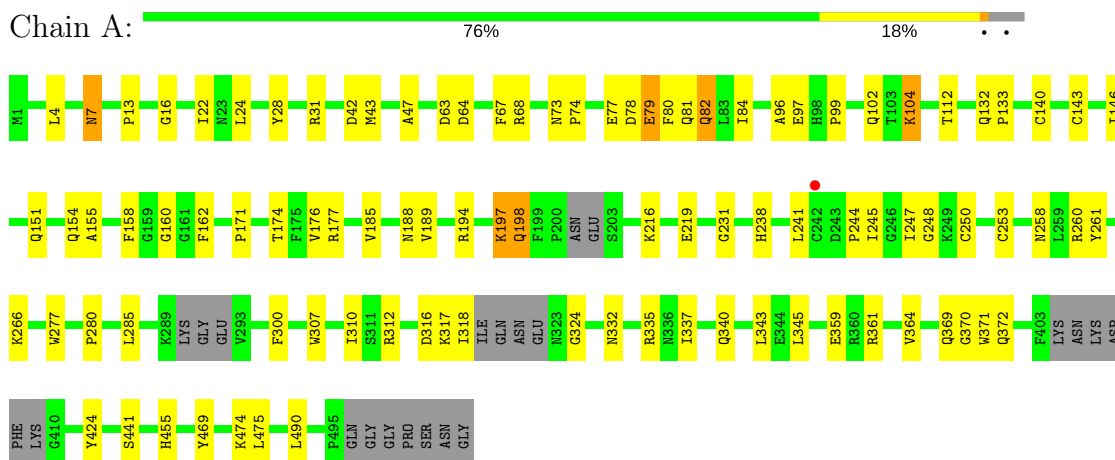 Chain A:
76% 18% • •
M1 L4 N7 P13 G16 I22 N23 L24 Y28 R31 D42 M43 A47 D63 D64 F67 R68 N73 P74 E77 D78 E79 F80 Q81 Q82 L83 I84 A96 E97 H98 P99 Q102 T103 K104 T112 Q132 P133 C140 C143 I146
Q151 Q154 A155 F158 G159 G160 G161 F162 P171 T174 F175 V176 R177 V185 N188 V189 R194 K197 Q198 F199 P200 ASN GLU S203 K216 E219 G231 H238 L241 C242 D243 P244 I245 G246 I247 G248 K249 C250 C253 N258 L259 R260 Y261
K266 W277 P280 L285 K289 LYS GLY GLU V293 F300 W307 I310 S311 R312 D316 K317 I318 ILE GLN ASN GLU N323 G324 N332 R335 N336 I337 Q340 L343 E344 L345 E359 R360 R361 V364 Q369 G370 W371 Q372 F403 LYS ASN LYS ASP
PHE LYS G410 Y424 S441 H455 Y469 K474 L475 L490 P495 GLN GLY GLY PRO SER ASN GLY